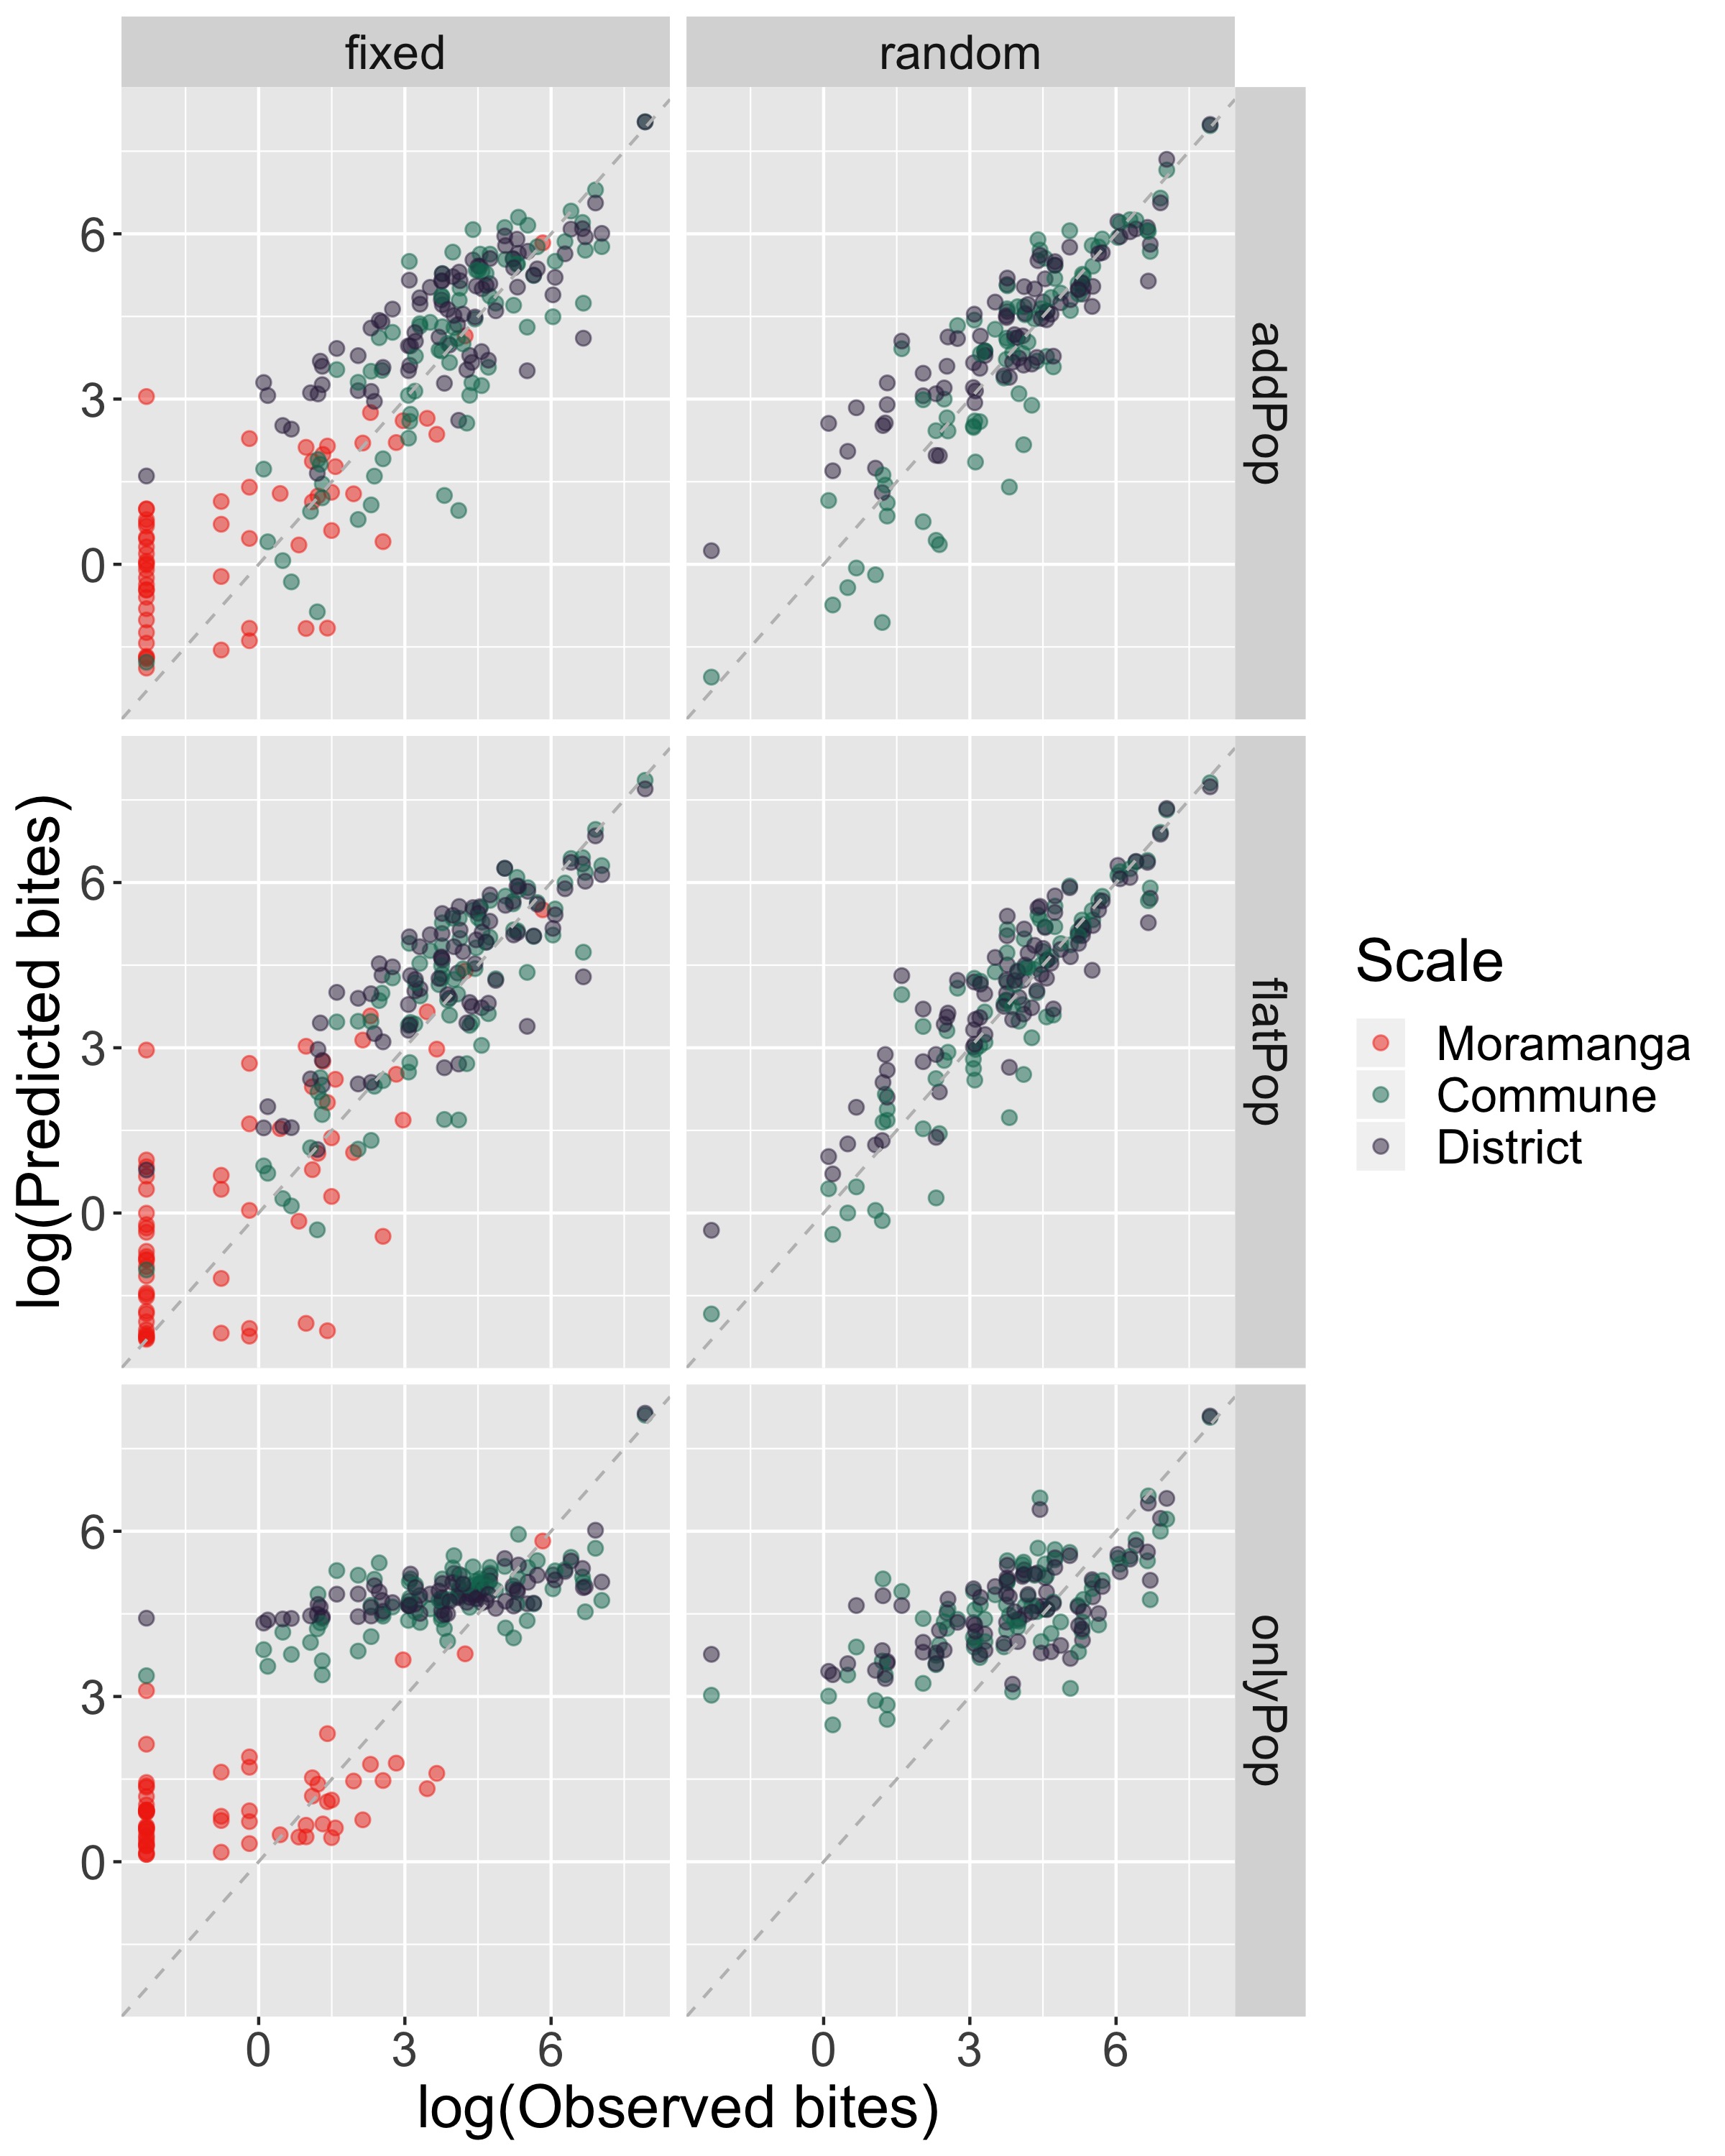 fixed
random
6
3
0
addPop
log(Predicted bites)
6
3
0
flatPop
6
3
0
onlyPop
0
3
6
0
3
6
log(Observed bites)
Scale
Moramanga
Commune
District